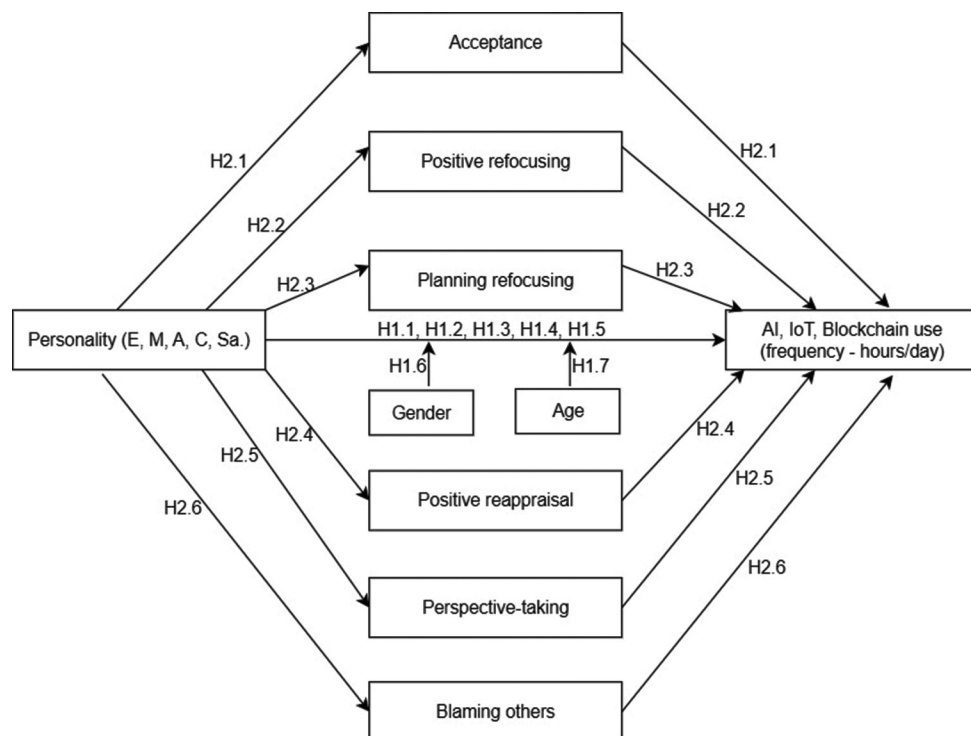 Acceptance
H2.1
H2.1
Positive refocusing
H2.2
H2.2
Planning refocusing
H2.3
H2.3
Personality (E, M, A, C, Sa.)
H1.1, H1.2, H1.3, H1.4, H1.5
AI, IoT, Blockchain use
(frequency - hours/day)
H1.6
H1.7
Gender
Age
H2.4
H2.4
H2.5
H2.5
Positive reappraisal
H2.6
H2.6
Perspective-taking
Blaming others